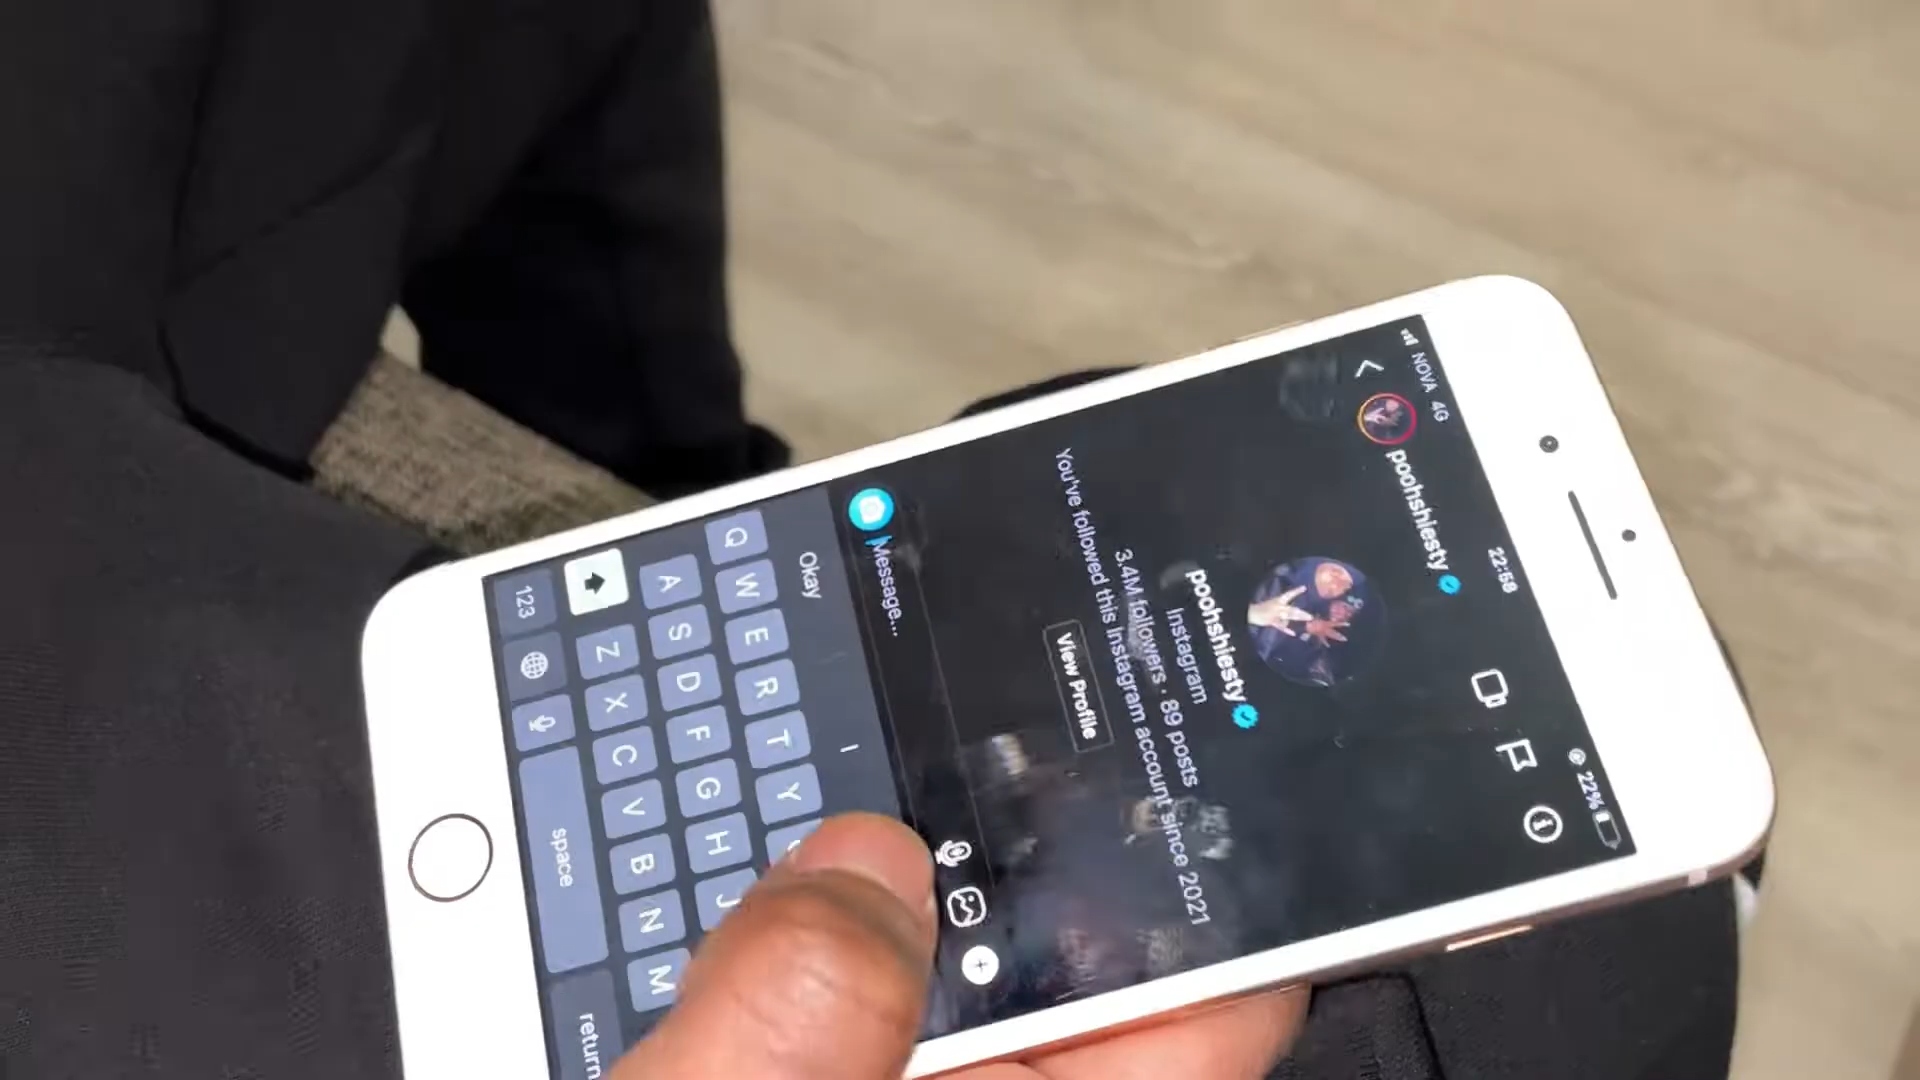 NOVA 4G 22:58 22%
poohshiesty
poohshiesty
Instagram
3.4M followers · 89 posts
You've followed this Instagram account since 2021
View Profile
Message...
Okay I
Q W E R T Y
A S D F G H J
Z X C V B N M
123 space return